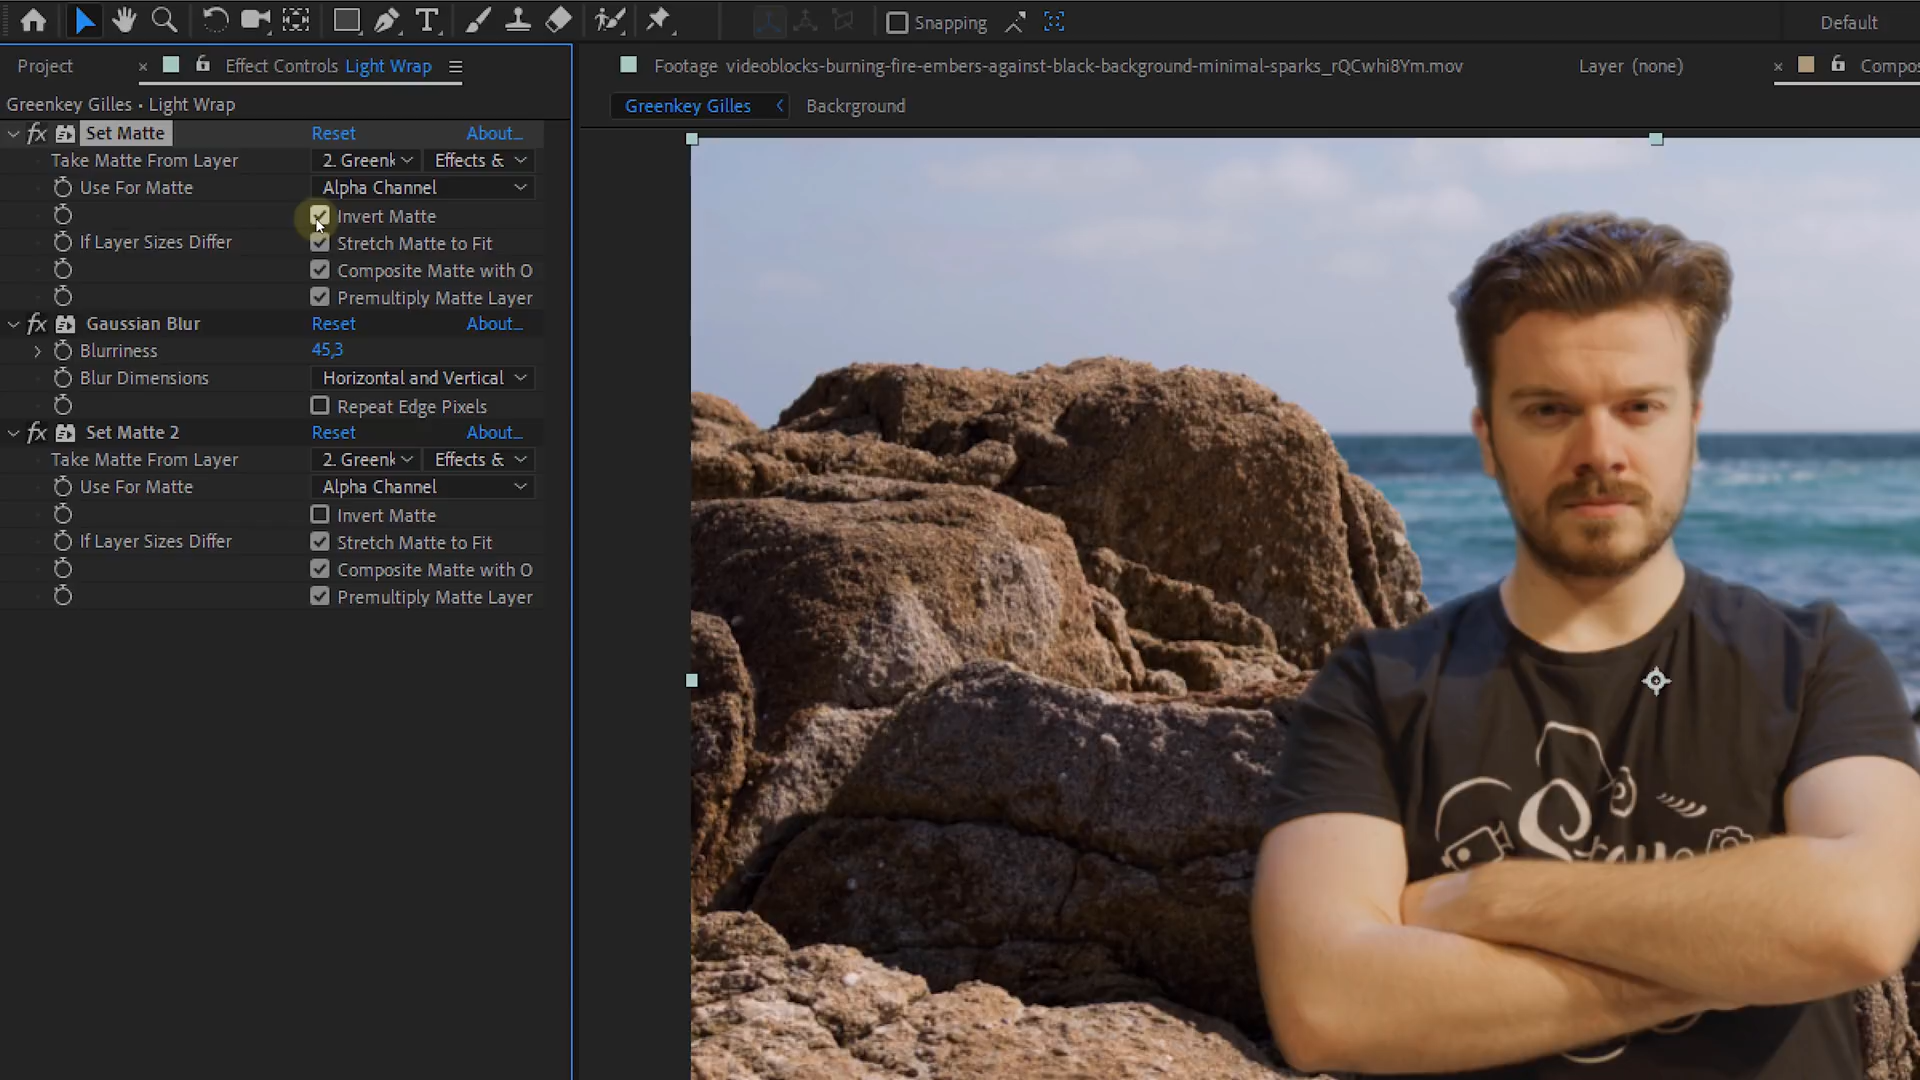 Snapping
Default
Project
Effect Controls Light Wrap
Footage videoblocks-burning-fire-embers-against-black-background-minimal-sparks_rQCwhi8Ym.mov
Layer (none)
Compos
Greenkey Gilles • Light Wrap
Greenkey Gilles
Backrground
fx Set Matte Reset About...
Take Matte From Layer 2. Greenk Effects &
Use For Matte Alpha Channel
Invert Matte
If Layer Sizes Differ Stretch Matte to Fit
Composite Matte with O
Premultiply Matte Layer
fx Gaussian Blur Reset About...
Blurriness 45,3
Blur Dimensions Horizontal and Vertical
Repeat Edge Pixels
fx Set Matte 2 Reset About...
Take Matte From Layer 2. Greenk Effects &
Use For Matte Alpha Channel
Invert Matte
If Layer Sizes Differ Stretch Matte to Fit
Composite Matte with O
Premultiply Matte Layer